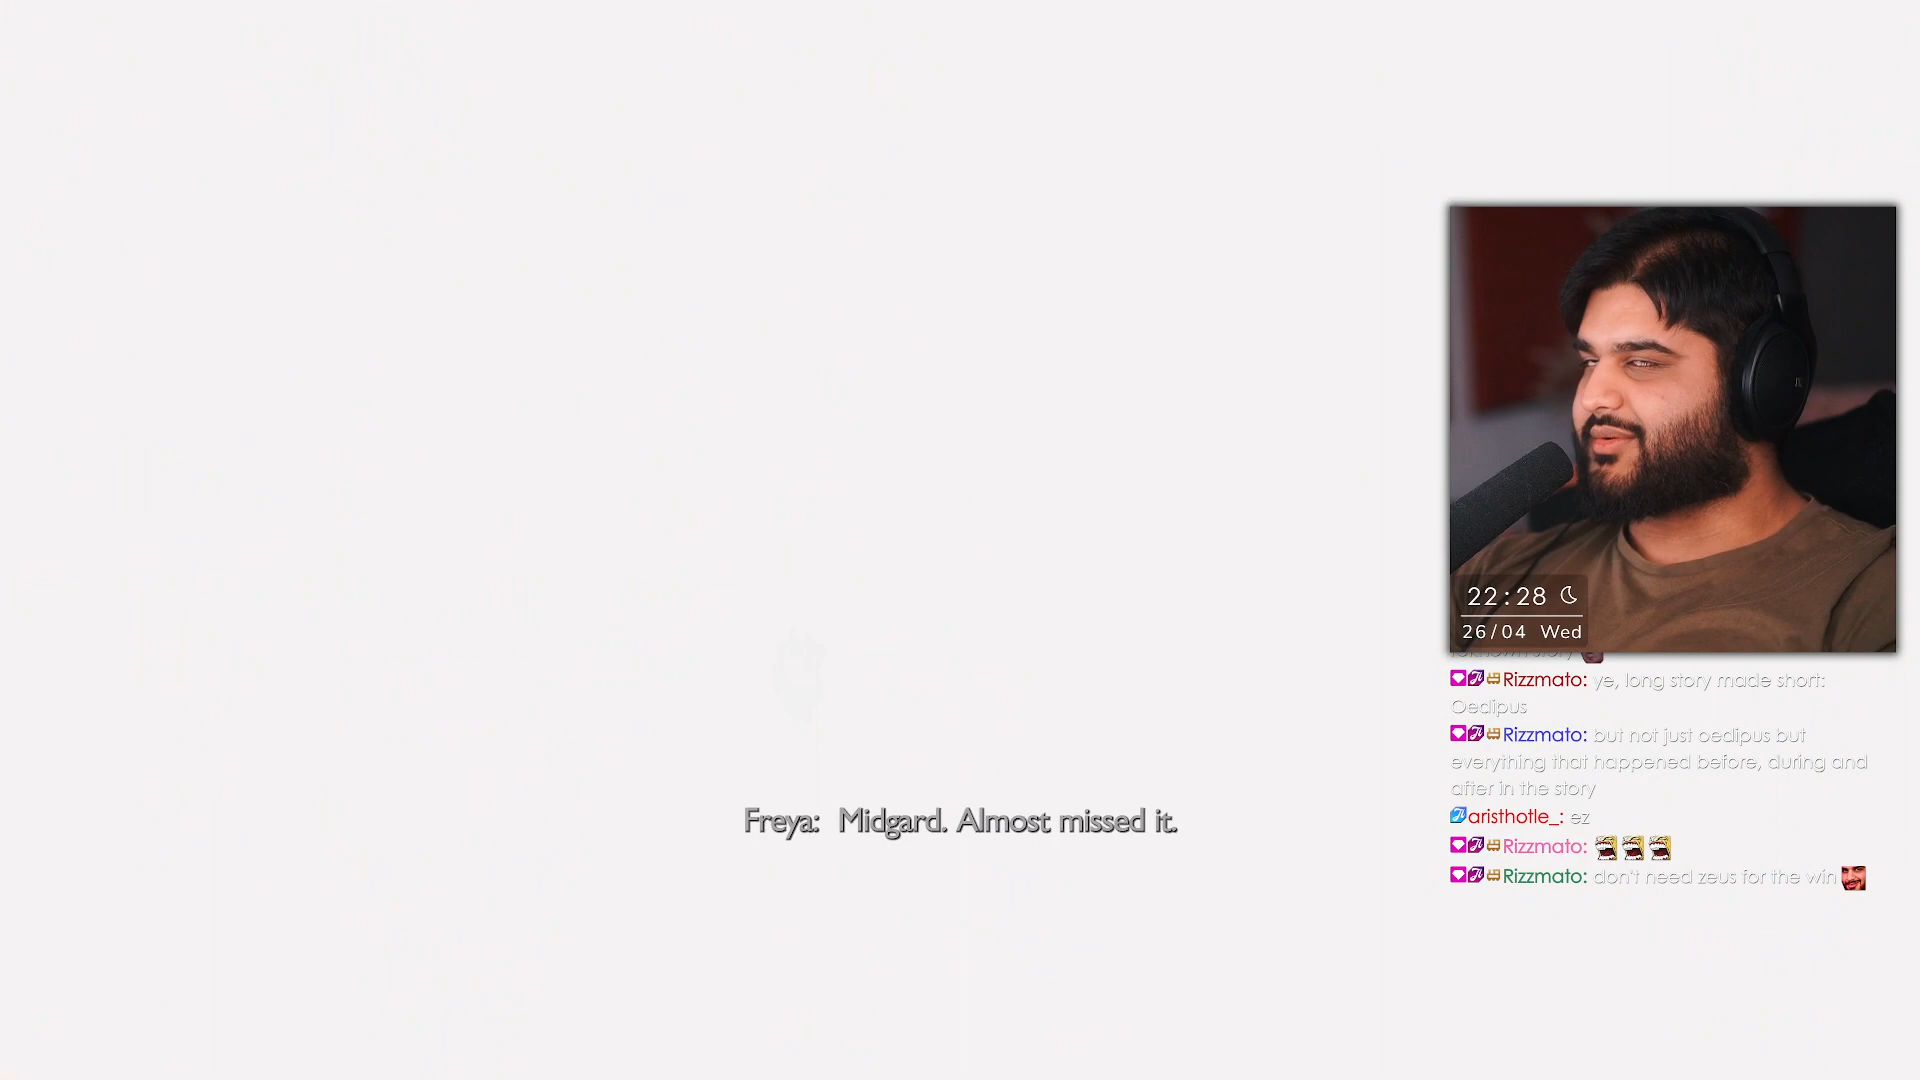 22:28
26/04 Wed
Rizzmato: ye, long story made short:
Oedipus
Rizzmato: but not just oedipus but
everything that happened before, during and
after in the story
aristhotle_: ez
Rizzmato:
Rizzmato: don't need zeus for the win
Freya: Midgard. Almost missed it.